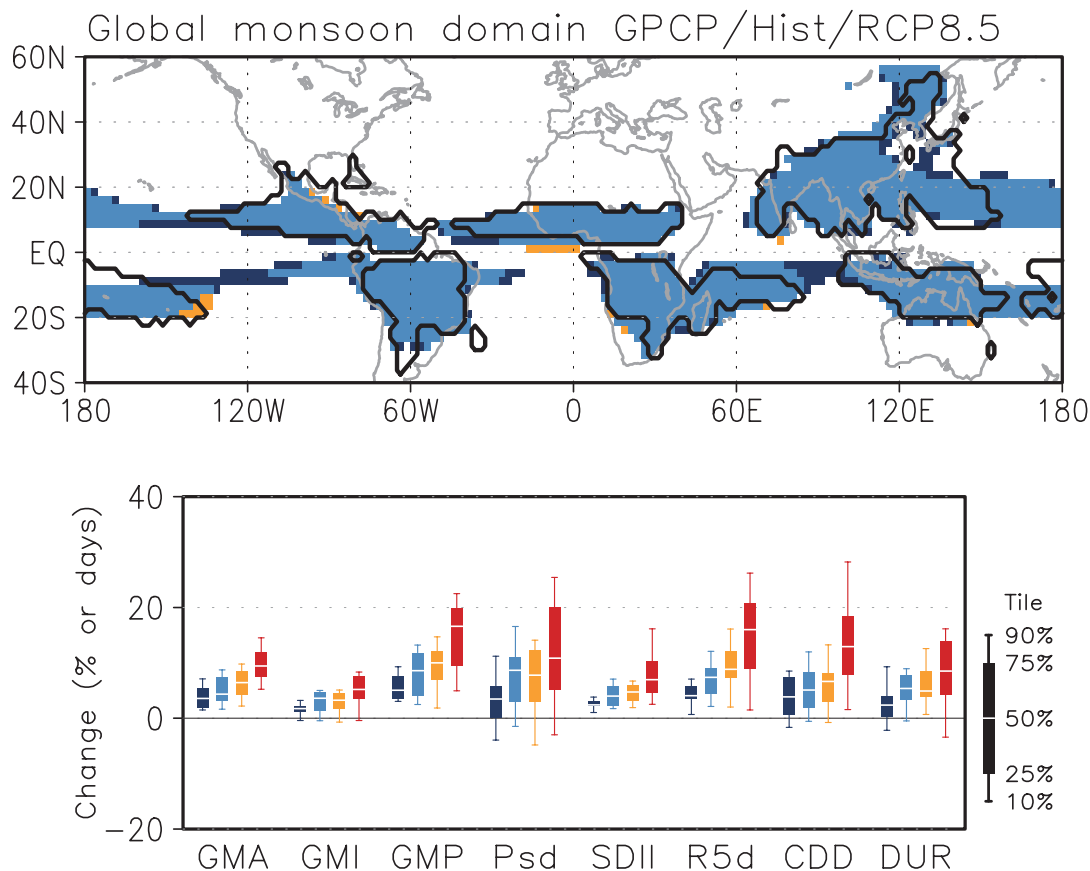 Global monsoon domain GPCP/Hist/RCP8.5
60N
40N
20N
EQ
20S
40S
180 120W 60W 0 60E 120E 180
Change (% or days)
40
20
0
-20
GMA GMI GMP Psd SDII R5d CDD DUR
Tile
90%
75%
50%
25%
10%